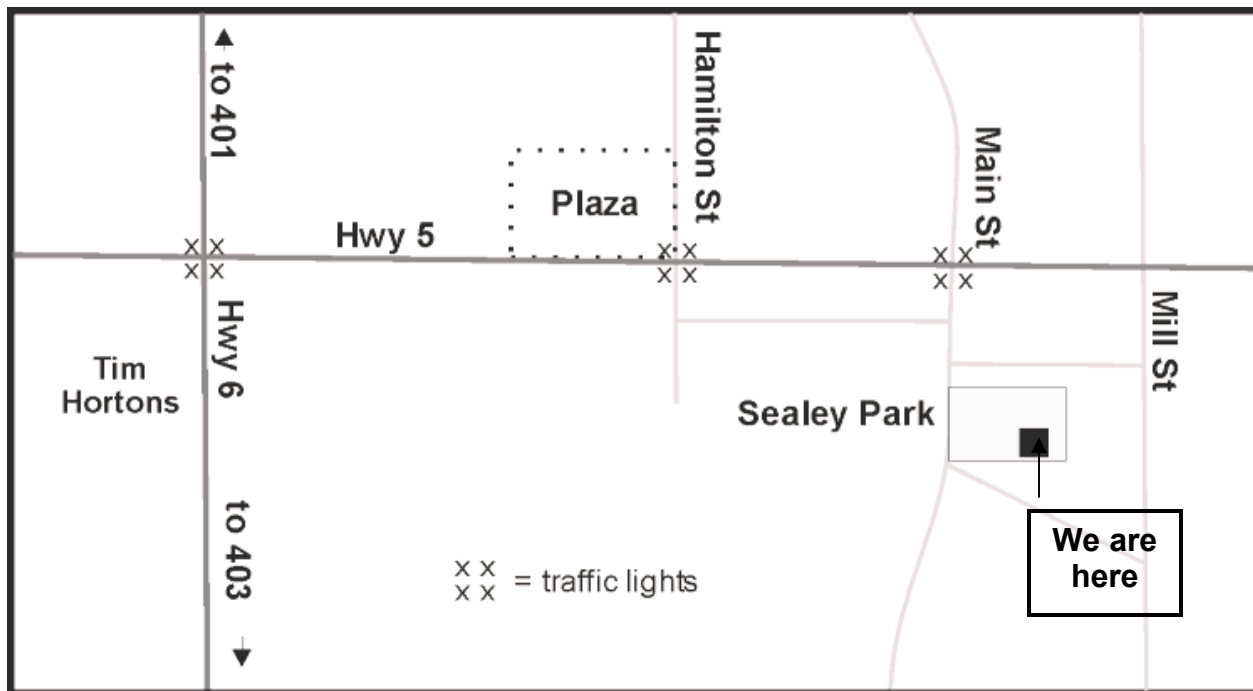 to 401
Hamilton St
Main St
Plaza
Hwy 5
x x
x x
x x
x x
x x
x x
Hwy 6
Mill St
Tim
Hortons
Sealey Park
to 403
We are
here
x x
x x = traffic lights